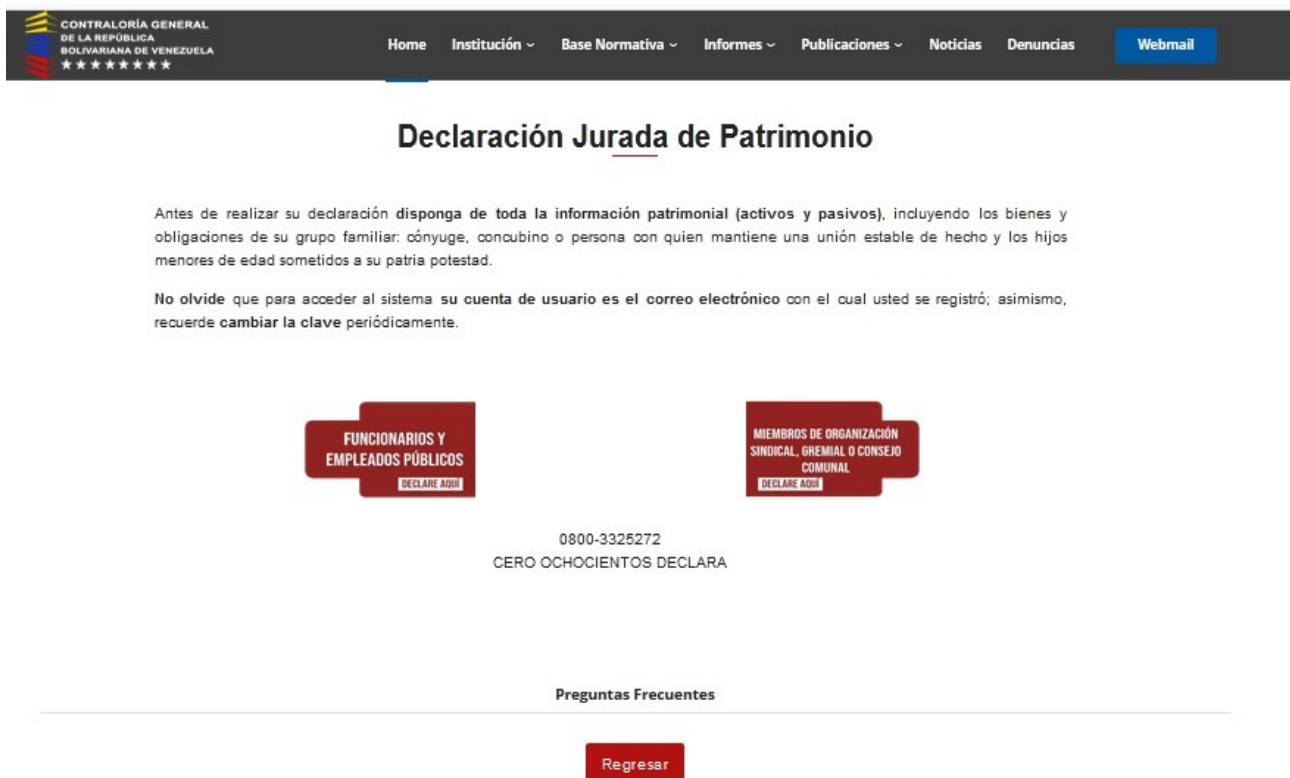 CONTRALORÍA GENERAL
DE LA REPÚBLICA
BOLIVARIANA DE VENEZUELA
Home Institución Base Normativa Informes Publicaciones Noticias Denuncias Webmail
Declaración Jurada de Patrimonio
Antes de realizar su declaración disponga de toda la información patrimonial (activos y pasivos), incluyendo los bienes y
obligaciones de su grupo familiar: cónyuge, concubino o persona con quien mantiene una unión estable de hecho y los hijos
menores de edad sometidos a su patria potestad.
No olvide que para acceder al sistema su cuenta de usuario es el correo electrónico con el cual usted se registró; asimismo,
recuerde cambiar la clave periódicamente.
FUNCIONARIOS Y
EMPLEADOS PÚBLICOS
DECLARE AQUÍ
MIEMBROS DE ORGANIZACIÓN
SINDICAL, GREMIAL O CONSEJO
COMUNAL
DECLARE AQUÍ
0800-3325272
CERO OCHOCIENTOS DECLARA
Preguntas Frecuentes
Regresar